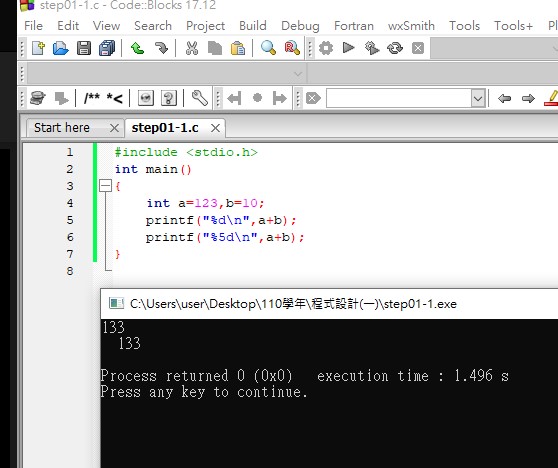 step01-1.c - Code::Blocks 17.12
File Edit View Search Project Build Debug Fortran wxSmith Tools Tools+
/** *<
Start here × step01-1.c ×
1 #include <stdio.h>
2 int main()
3 {
4 int a=123,b=10;
5 printf("%d\n",a+b);
6 printf("%5d\n",a+b);
7 }
8
C:\Users\user\Desktop\110學年\程式設計(一)\step01-1.exe
133
  133
Process returned 0 (0x0)   execution time : 1.496 s
Press any key to continue.